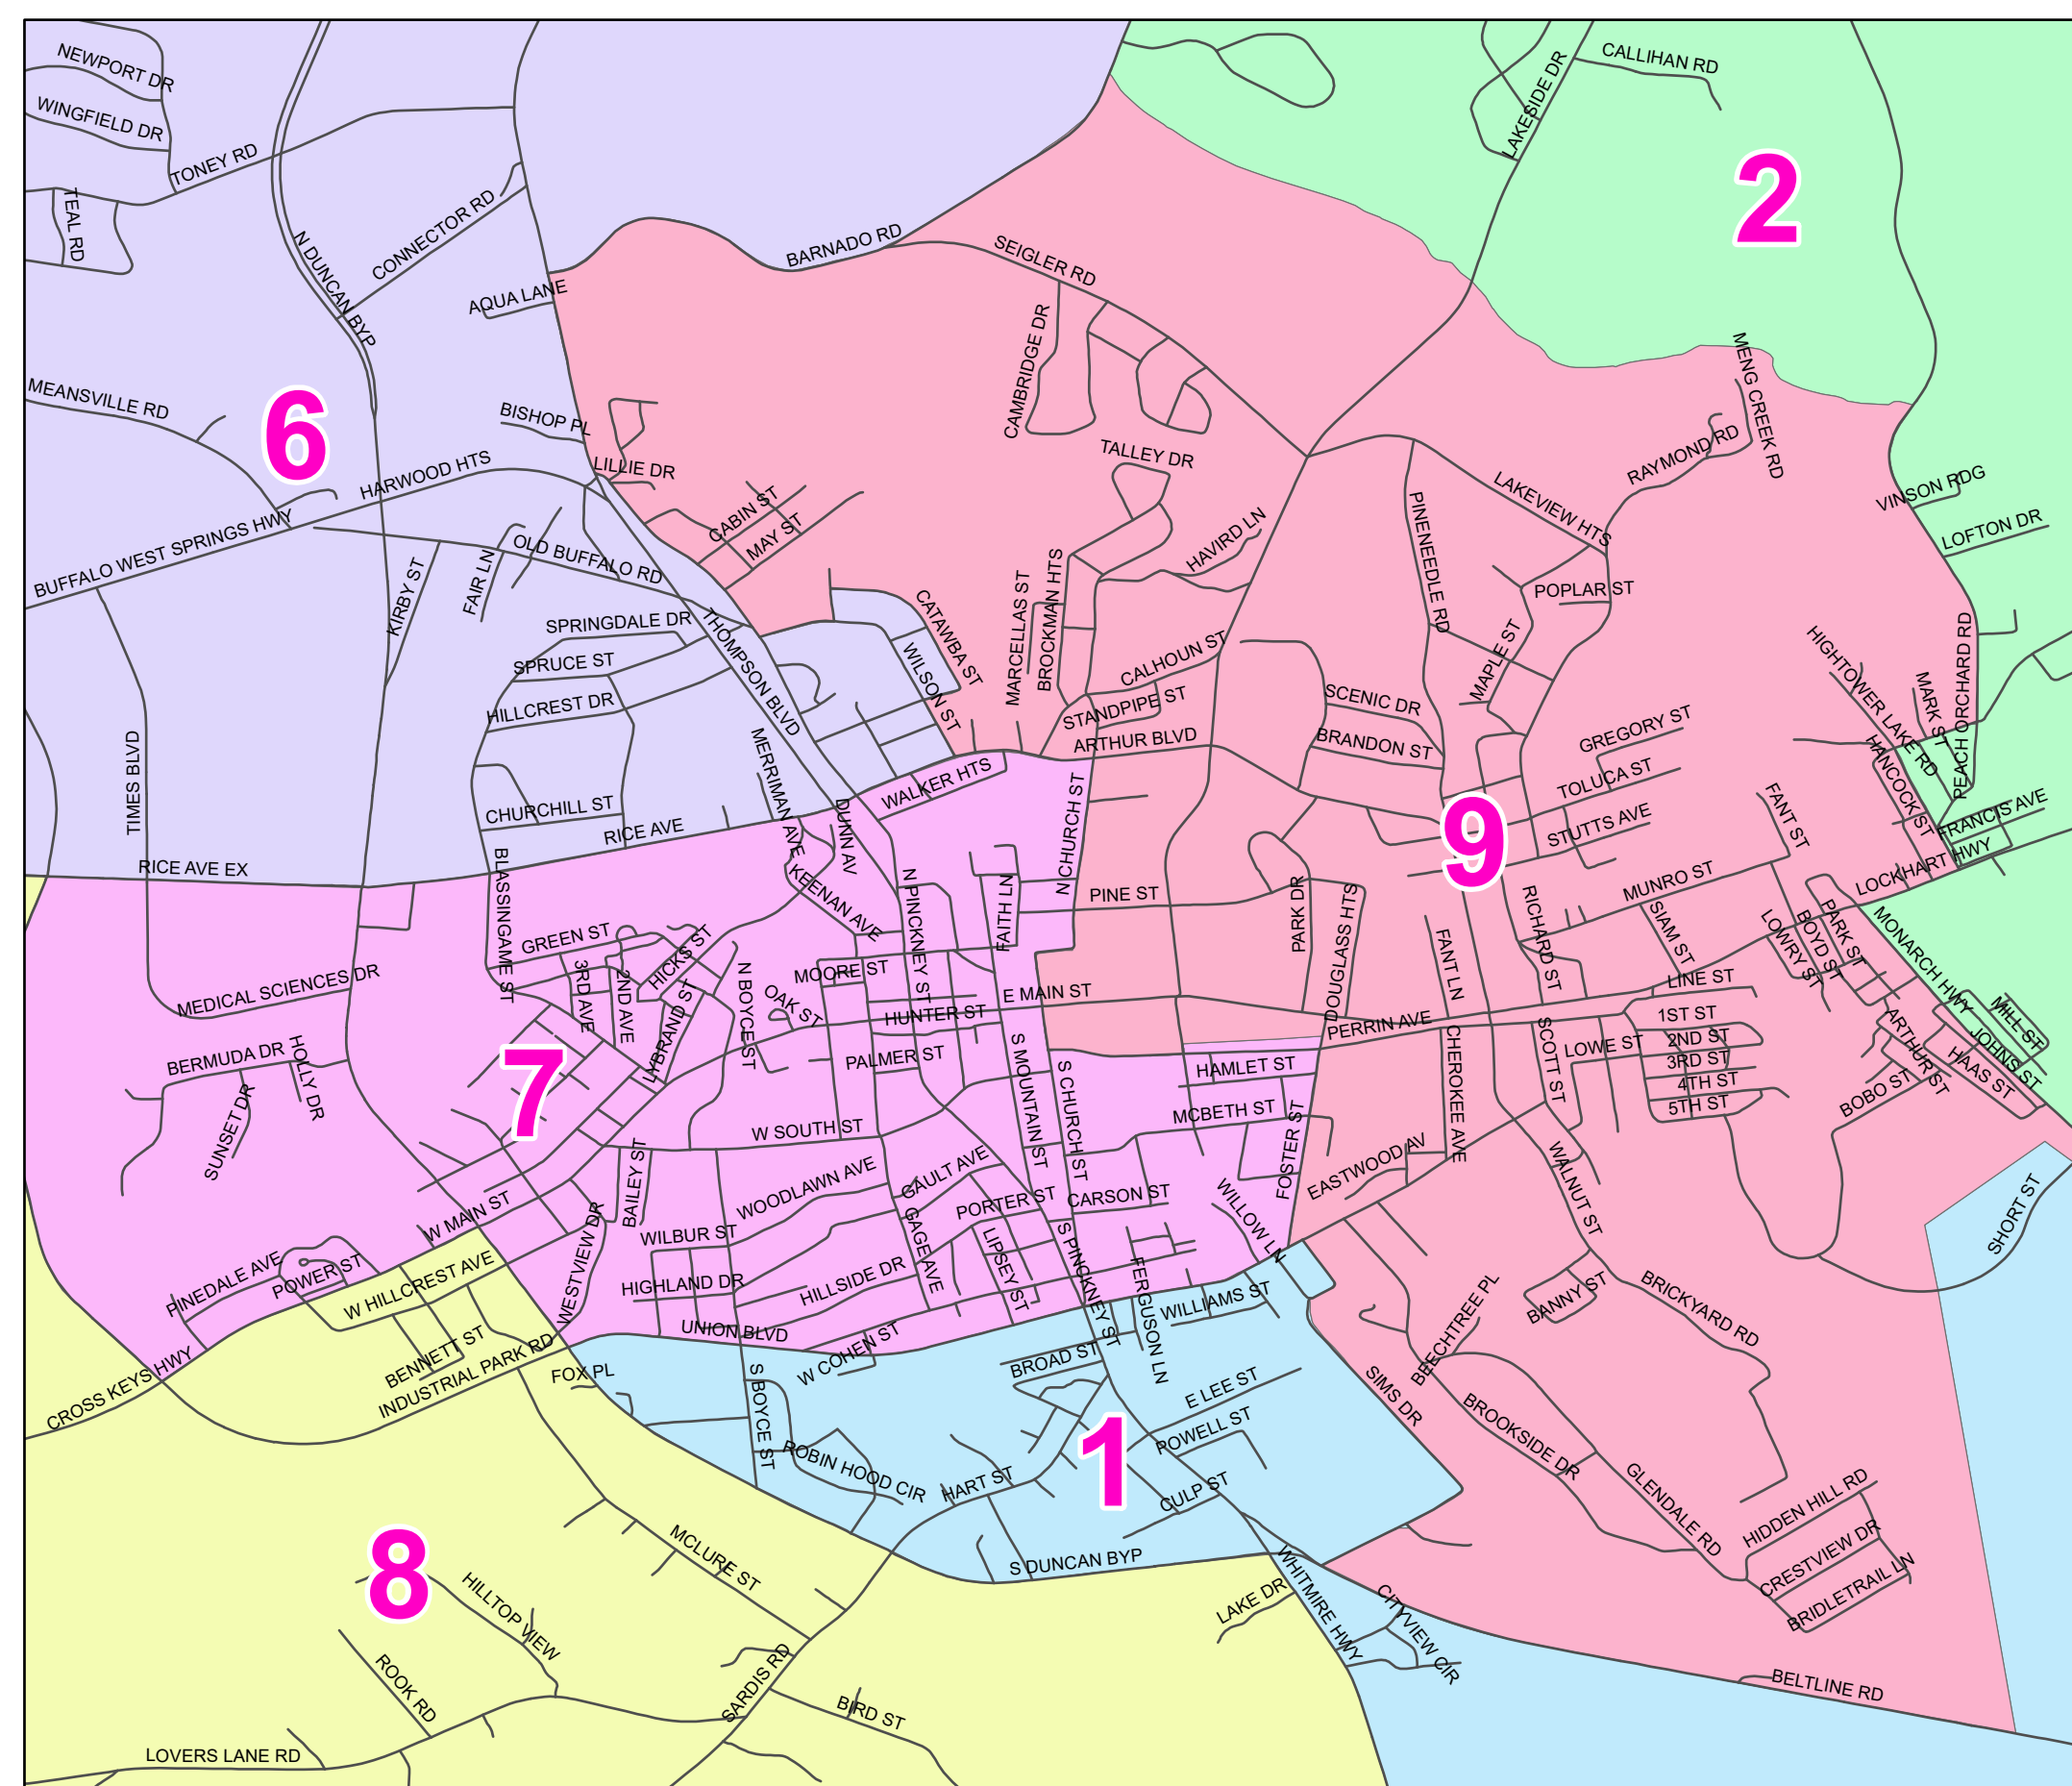 NEWPORT DR
WINGFIELD DR
TONEY RD
TEAL RD
N DUNCAN BYP
CONNECTOR RD
AQUA LANE
BARNADO RD
SEIGLER RD
LAKESIDE DR
CALLIHAN RD
2
MEANSVILLE RD
6
BISHOP PL
HARWOOD HTS
LILLIE DR
CAMBRIDGE DR
TALLEY DR
MENG CREEK RD
RAYMOND RD
LAKEVIEW HTS
PINENEEDLE RD
VINSON RDG
LOFTON DR
BUFFALO WEST SPRINGS HWY
CABIN ST
MAY ST
HAVIRD LN
OLD BUFFALO RD
KIRBY ST
FAIR LN
SPRINGDALE DR
THOMPSON BLVD
CATAWBA ST
MARCELLAS ST
BROCKMAN HTS
POPLAR ST
MAPLE ST
SPRUCE ST
WILSON ST
CALHOUN ST
HIGHTOWER LAKE RD
MARK ST
PEACH ORCHARD RD
HILLCREST DR
STANDPIPE ST
SCENIC DR
ARTHUR BLVD
BRANDON ST
GREGORY ST
TIMES BLVD
MERRIMAN AVE
WALKER HTS
TOLUCA ST
HANCOCK ST
CHURCHILL ST
RICE AVE
DUNN AV
N CHURCH ST
9
STUTTS AVE
FANT ST
FRANCIS AVE
LOCKHART HWY
RICE AVE EX
BLASSINGAME ST
KEENAN AVE
N PINCKNEY ST
FAITH LN
PINE ST
PARK DR
DOUGLASS HTS
FANT LN
RICHARD ST
MUNRO ST
SIAM ST
LOWRY ST
BOYD ST
PARK ST
MONARCH HWY
GREEN ST
HICKS ST
3RD AVE
2ND AVE
N BOYCE ST
MOORE ST
OAK ST
E MAIN ST
HUNTER ST
PERRIN AVE
LINE ST
1ST ST
2ND ST
3RD ST
4TH ST
5TH ST
LOWE ST
ARTHUR ST
MILL ST
JOHNS ST
HAAS ST
BOBO ST
MEDICAL SCIENCES DR
BERMUDA DR
HOLLY DR
SUNSET DR
7
LYBRAND ST
PALMER ST
S MOUNTAIN ST
S CHURCH ST
HAMLET ST
MCBETH ST
CHEROKEE AVE
SCOTT ST
W SOUTH ST
BAILEY ST
WOODLAWN AVE
GAULT AVE
PORTER ST
CARSON ST
FOSTER ST
EASTWOOD AV
WALNUT ST
SHORT ST
W MAIN ST
WESTVIEW DR
WILBUR ST
GAGE AVE
LIPSEY ST
S PINCKNEY ST
WILLOW LN
PINEDALE AVE
POWER ST
W HILLCREST AVE
HIGHLAND DR
HILLSIDE DR
FERGUSON LN
WILLIAMS ST
BEECHTREE PL
BANNY ST
BRICKYARD RD
UNION BLVD
W COHEN ST
CROSS KEYS HWY
BENNETT ST
INDUSTRIAL PARK RD
FOX PL
S BOYCE ST
BROAD ST
E LEE ST
SIMS DR
BROOKSIDE DR
1
POWELL ST
ROBIN HOOD CIR
HART ST
CULP ST
GLENDALE RD
HIDDEN HILL RD
CRESTVIEW DR
BRIDLETRAIL LN
8
MCLURE ST
S DUNCAN BYP
HILLTOP VIEW
LAKE DR
WHITMIRE HWY
CITYVIEW CIR
ROOK RD
SARDIS RD
BIRD ST
BELTLINE RD
LOVERS LANE RD